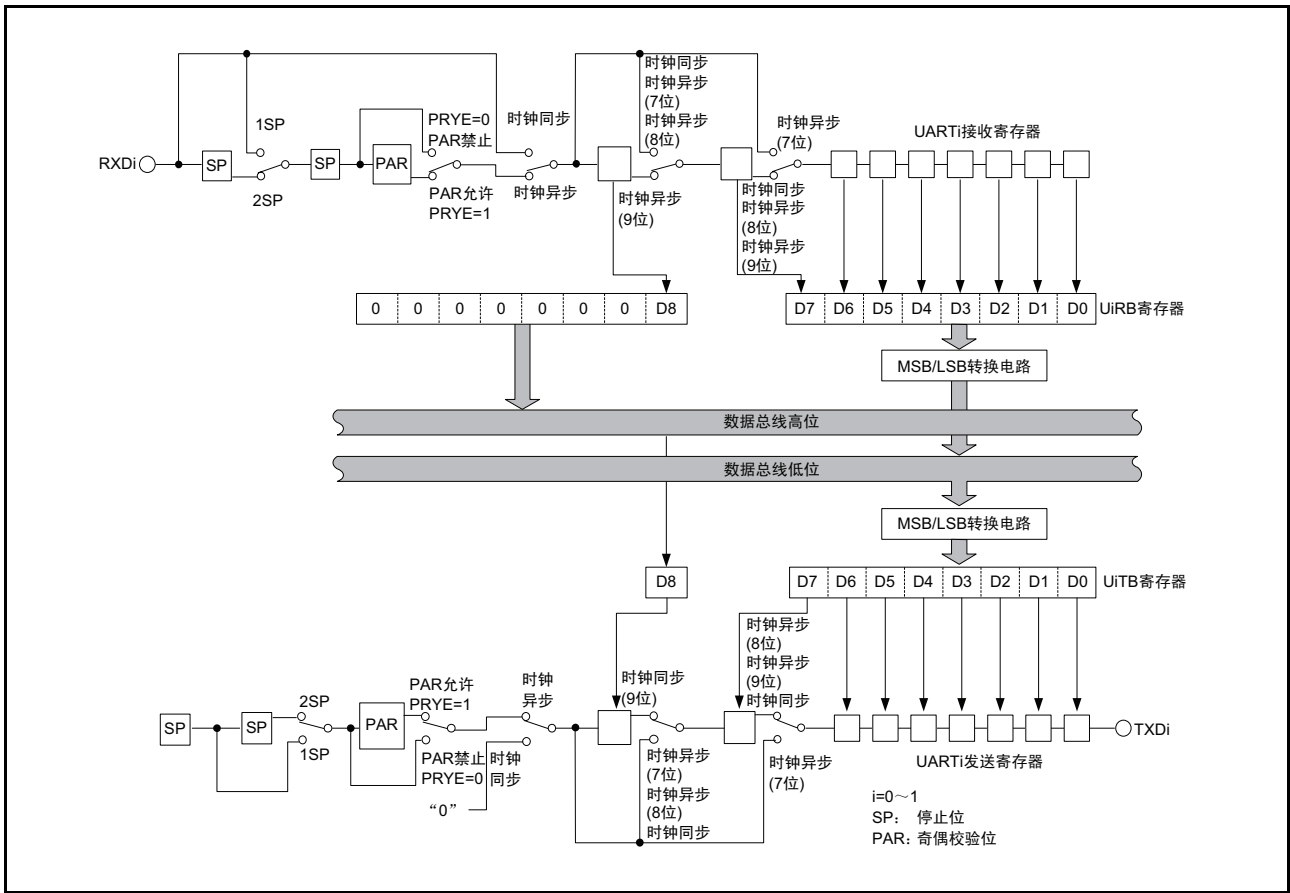 时钟同步
时钟异步
(7位)
时钟异步
(8位)
PRYE=0
PAR禁止
时钟同步
1SP
时钟异步
(7位)
UARTi接收寄存器
RXDi
SP
SP
PAR
2SP
PAR允许
PRYE=1
时钟异步
时钟异步
(9位)
时钟同步
时钟异步
(8位)
时钟异步
(9位)
0 0 0 0 0 0 0 D8
D7 D6 D5 D4 D3 D2 D1 D0 UiRB寄存器
MSB/LSB转换电路
数据总线高位
数据总线低位
MSB/LSB转换电路
D8
D7 D6 D5 D4 D3 D2 D1 D0 UiTB寄存器
时钟异步
(8位)
时钟异步
(9位)
时钟同步
时钟同步
(9位)
时钟
异步
PAR允许
PRYE=1
2SP
SP
SP
PAR
TXDi
1SP
PAR禁止
PRYE=0
时钟
同步
“0”
时钟异步
(7位)
时钟异步
(8位)
时钟同步
时钟异步
(7位)
UARTi发送寄存器
i=0～1
SP： 停止位
PAR：奇偶校验位